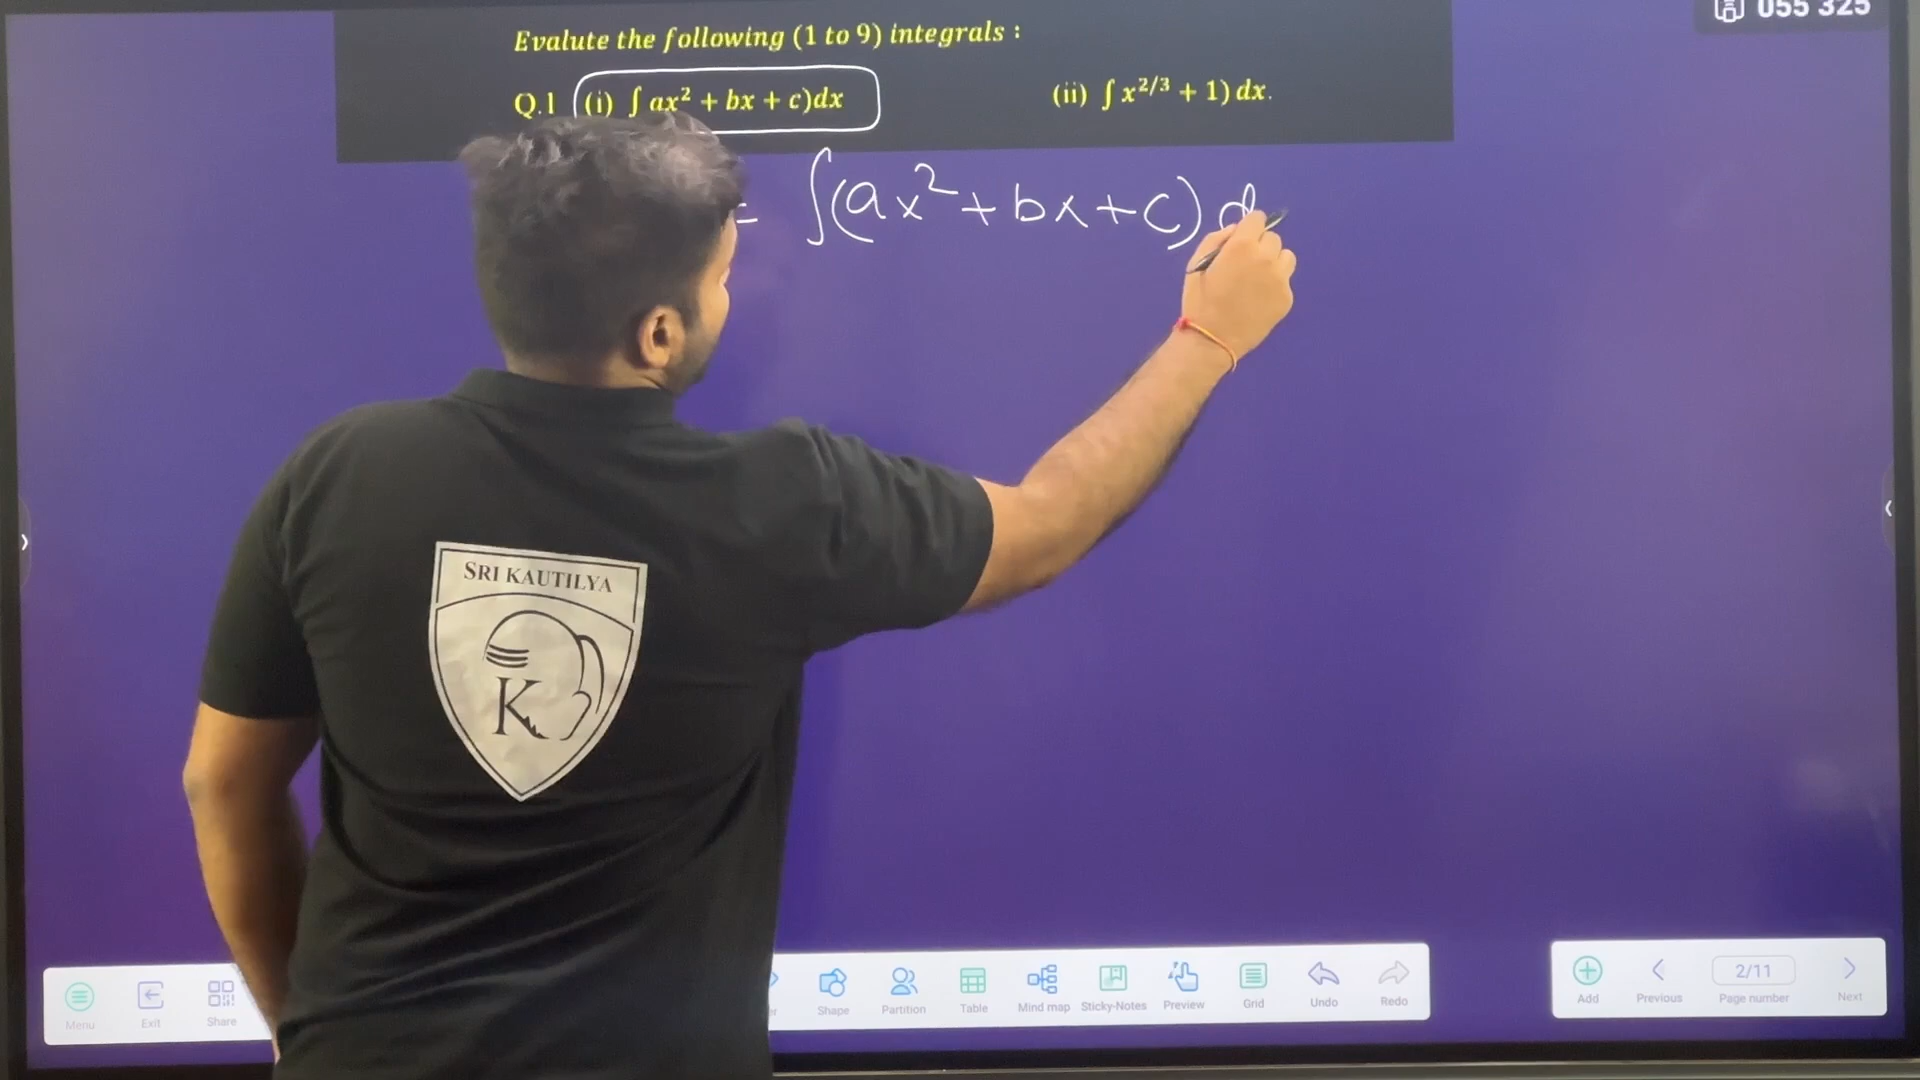 055 325
Evalute the following (1 to 9) integrals :
Q.1 (i) ∫ ax² + bx + c)dx (ii) ∫ x^{2/3} + 1) dx.
= ∫(ax² + bx + c) d
SRI KAUTILYA
K
Menu Exit Share Shape Partition Table Mind map Sticky-Notes Preview Grid Undo Redo Add Previous 2/11 Page number Next